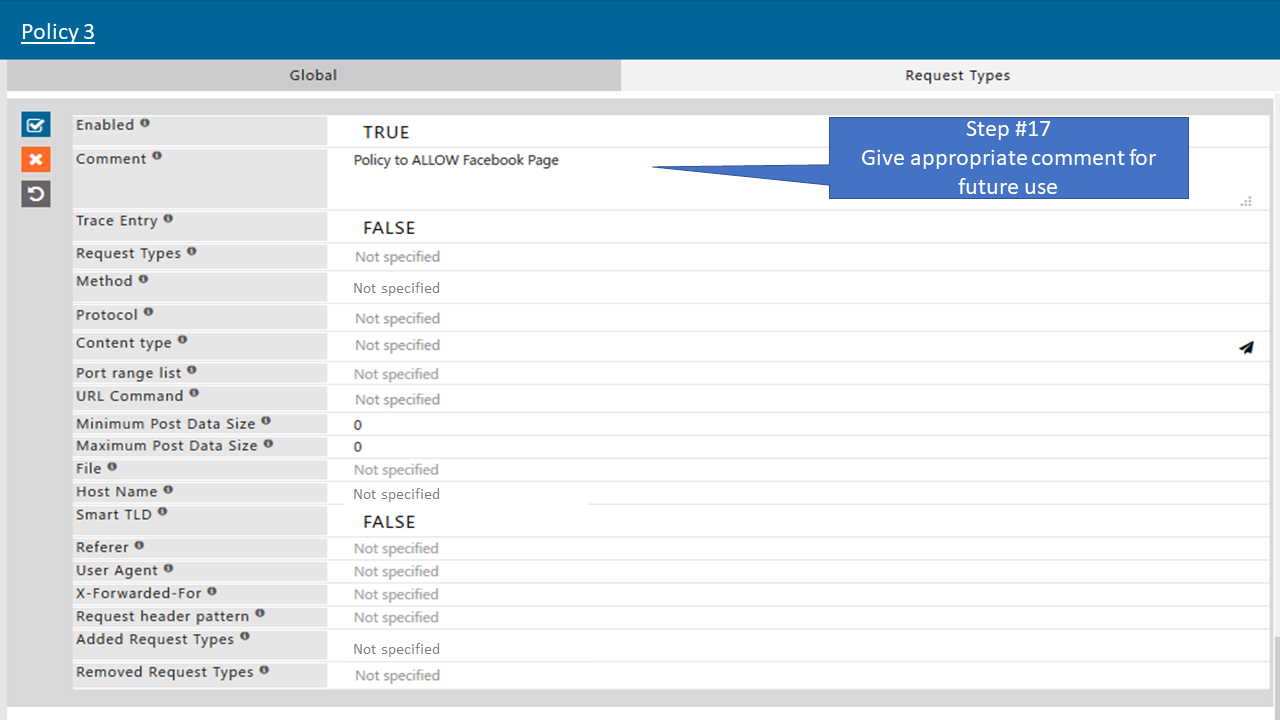 Policy 3
Global Request Types
Enabled TRUE
Step #17
Give appropriate comment for
future use
Comment Policy to ALLOW Facebook Page
Trace Entry FALSE
Request Types Not specified
Method Not specified
Protocol Not specified
Content type Not specified
Port range list Not specified
URL Command Not specified
Minimum Post Data Size 0
Maximum Post Data Size 0
File Not specified
Host Name Not specified
Smart TLD FALSE
Referer Not specified
User Agent Not specified
X-Forwarded-For Not specified
Request header pattern Not specified
Added Request Types Not specified
Removed Request Types Not specified